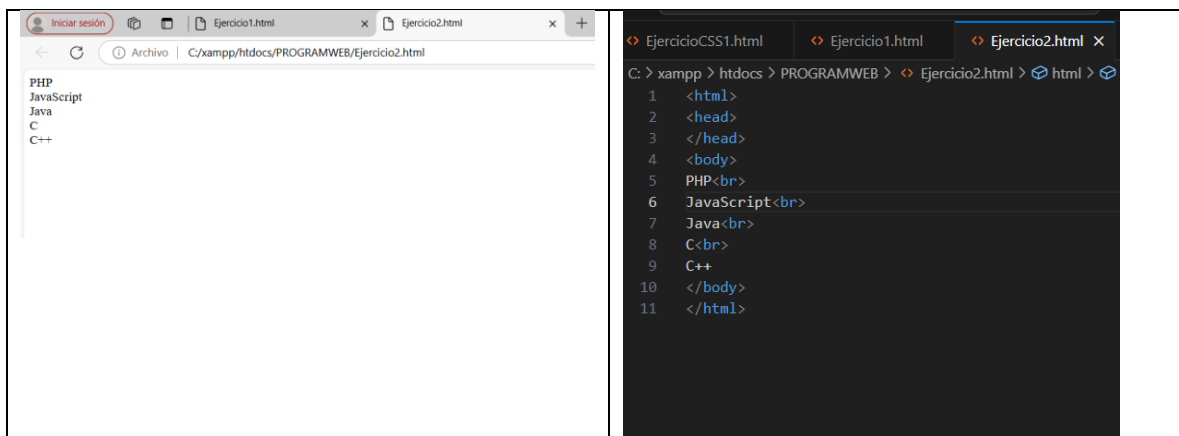 Iniciar sesión
Ejercicio1.html
Ejercicio2.html
Archivo
C:/xampp/htdocs/PROGRAMWEB/Ejercicio2.html
PHP
JavaScript
Java
C
C++
EjercicioCSS1.html
Ejercicio1.html
Ejercicio2.html
C: > xampp > htdocs > PROGRAMWEB > Ejercicio2.html > html >
1 <html>
2 <head>
3 </head>
4 <body>
5 PHP<br>
6 JavaScript<br>
7 Java<br>
8 C<br>
9 C++
10 </body>
11 </html>